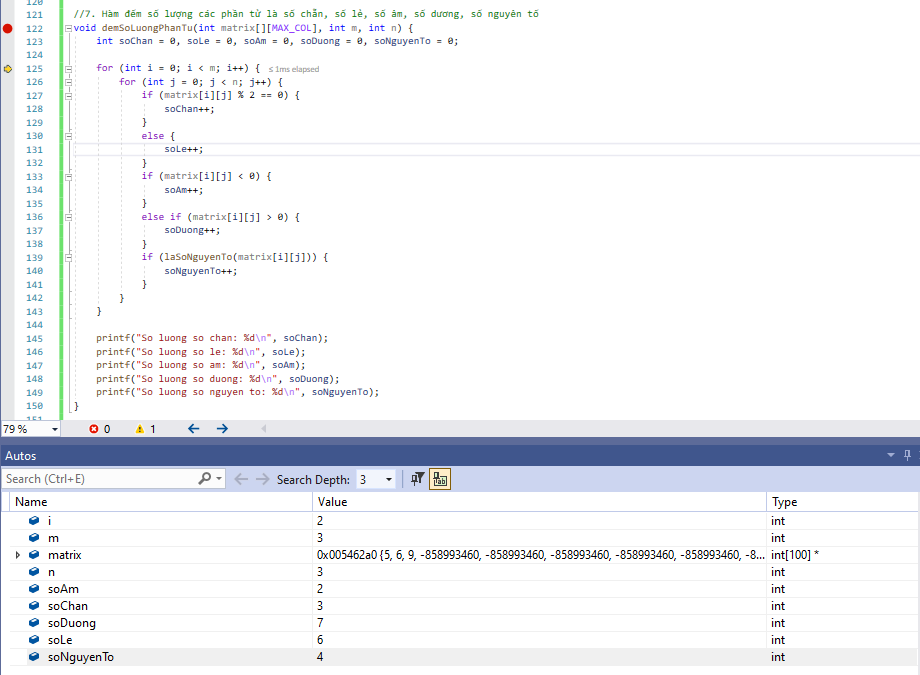 120
121 //7. Hàm đếm số lượng các phần tử là số chẵn, số lẻ, số âm, số dương, số nguyên tố
122 void demSoLuongPhanTu(int matrix[][MAX_COL], int m, int n) {
123 int soChan = 0, soLe = 0, soAm = 0, soDuong = 0, soNguyenTo = 0;
124
125 for (int i = 0; i < m; i++) { ≤ 1ms elapsed
126 for (int j = 0; j < n; j++) {
127 if (matrix[i][j] % 2 == 0) {
128 soChan++;
129 }
130 else {
131 soLe++;
132 }
133 if (matrix[i][j] < 0) {
134 soAm++;
135 }
136 else if (matrix[i][j] > 0) {
137 soDuong++;
138 }
139 if (laSoNguyenTo(matrix[i][j])) {
140 soNguyenTo++;
141 }
142 }
143 }
144
145 printf("So luong so chan: %d\n", soChan);
146 printf("So luong so le: %d\n", soLe);
147 printf("So luong so am: %d\n", soAm);
148 printf("So luong so duong: %d\n", soDuong);
149 printf("So luong so nguyen to: %d\n", soNguyenTo);
150 }
151
79 % 0 1
Autos
Search (Ctrl+E) Search Depth: 3
Name Value Type
i 2 int
m 3 int
matrix 0x005462a0 {5, 6, 9, -858993460, -858993460, -858993460, -858993460, -858993460, -8... int[100] *
n 3 int
soAm 2 int
soChan 3 int
soDuong 7 int
soLe 6 int
soNguyenTo 4 int